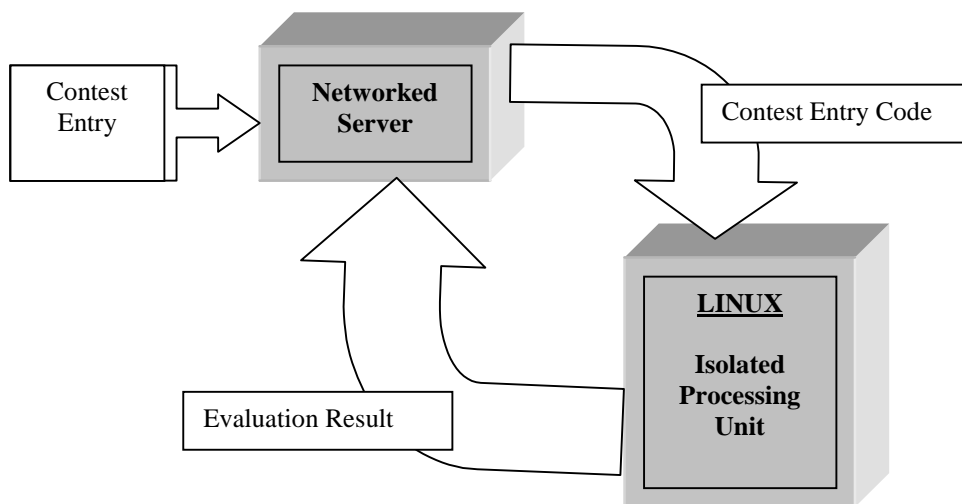 Contest
Entry
Networked
Server
Contest Entry Code
LINUX
Isolated
Processing
Unit
Evaluation Result